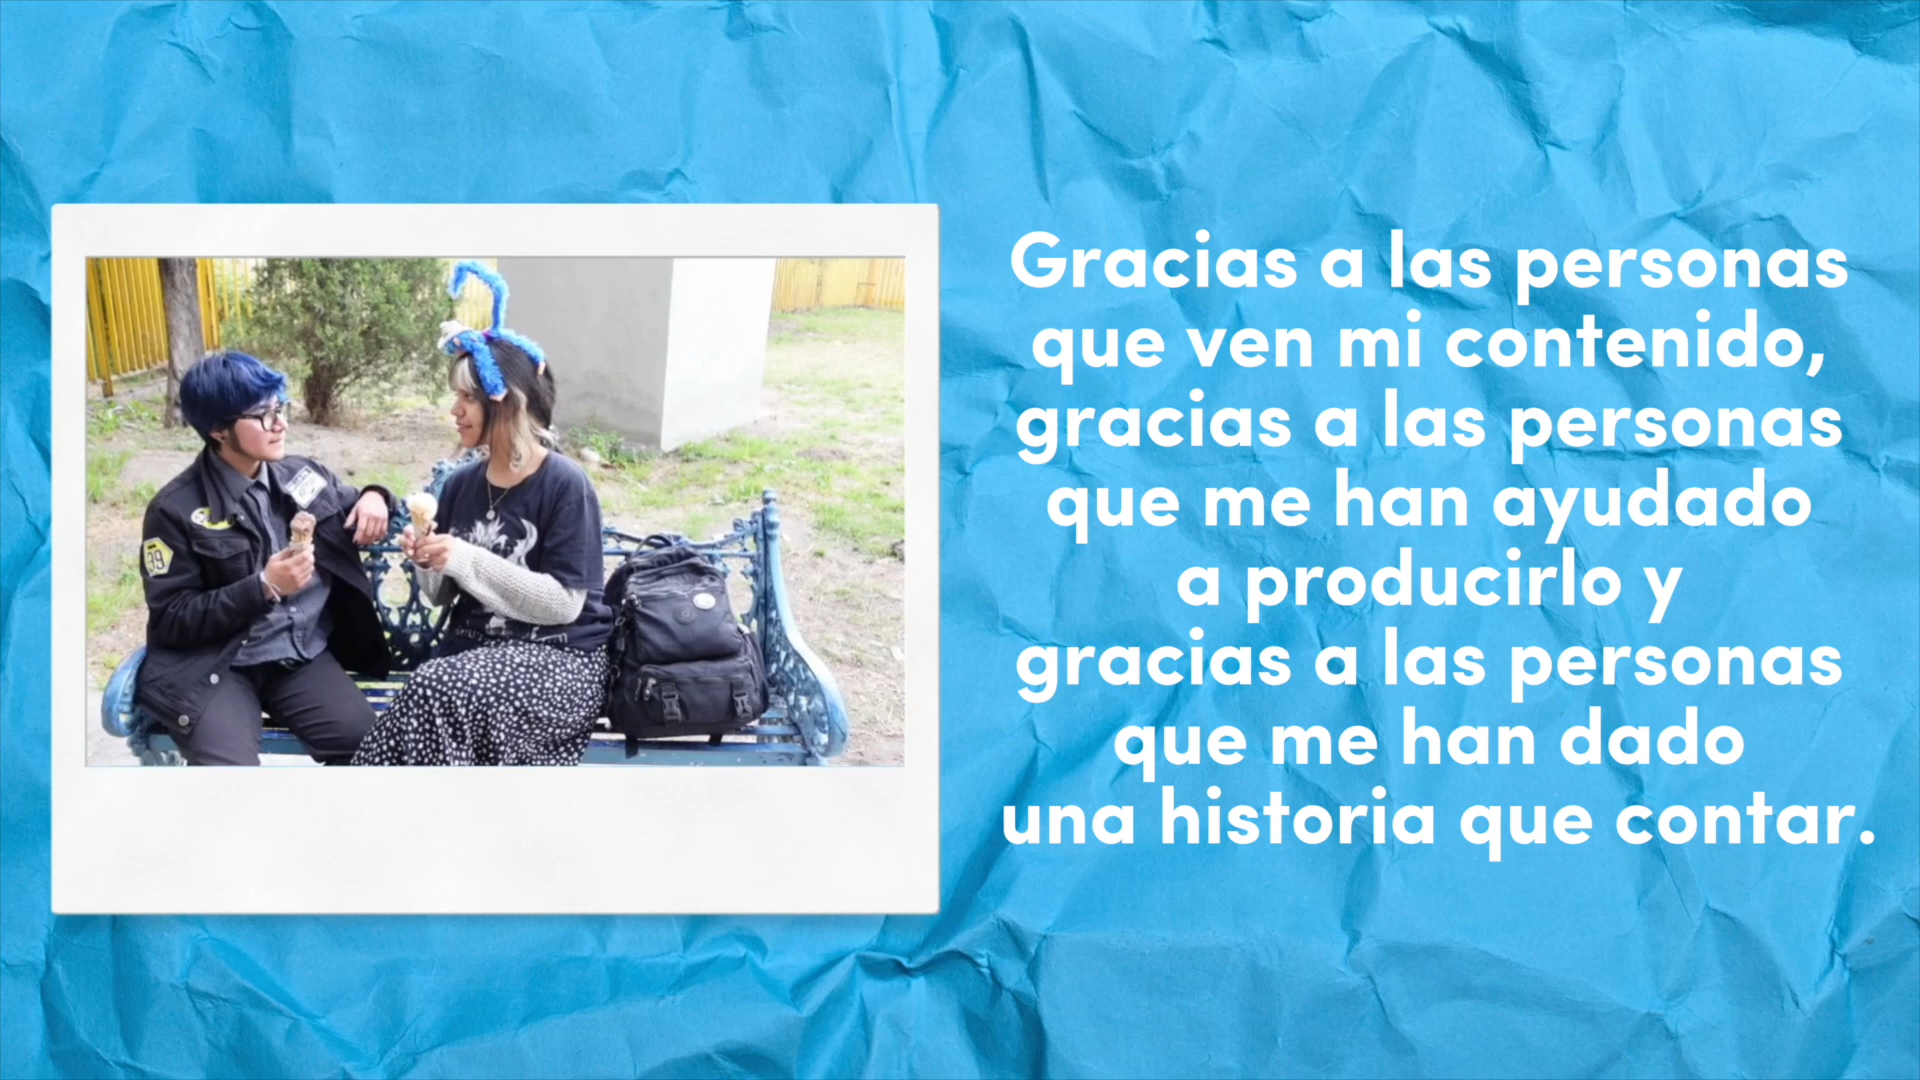 Gracias a las personas
que ven mi contenido,
gracias a las personas
que me han ayudado
a producirlo y
gracias a las personas
que me han dado
una historia que contar.
39